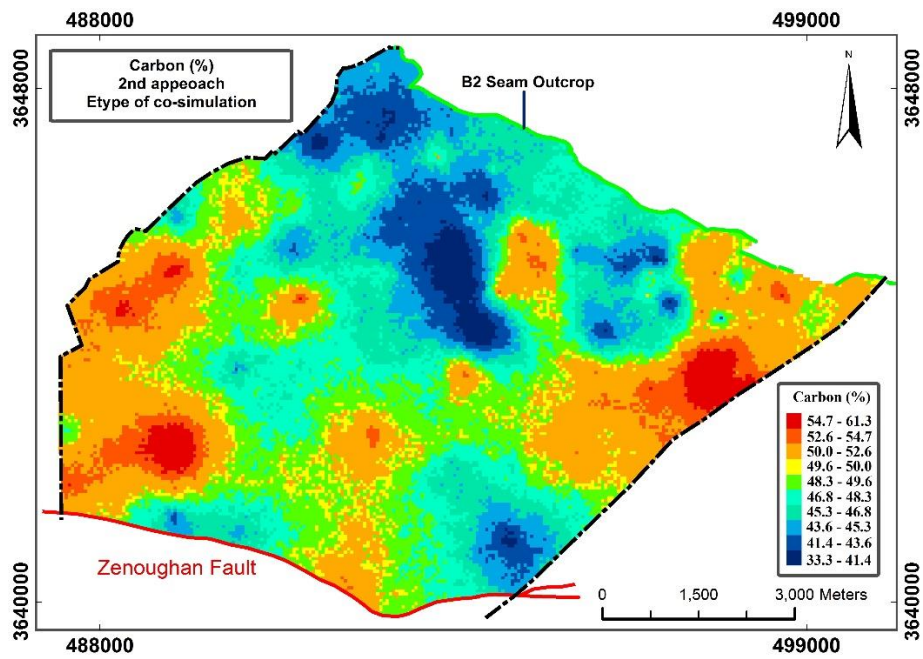 488000
499000
Carbon (%)
2nd appeoach
Etype of co-simulation
B2 Seam Outcrop
N
3648000
3648000
Carbon (%)
54.7 - 61.3
52.6 - 54.7
50.0 - 52.6
49.6 - 50.0
48.3 - 49.6
46.8 - 48.3
45.3 - 46.8
43.6 - 45.3
41.4 - 43.6
33.3 - 41.4
Zenoughan Fault
0 1,500 3,000 Meters
3640000
3640000
488000
499000